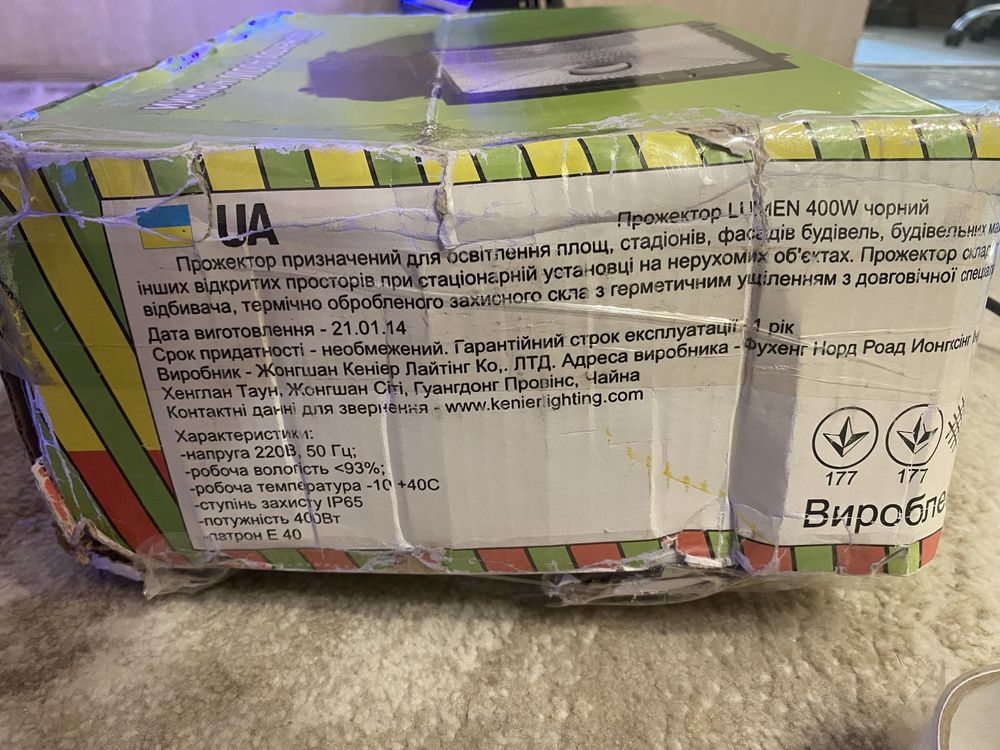 UA
Прожектор LUMEN 400W чорний
Прожектор призначений для освітлення площ, стадіонів, фасадів будівель, будівельних
інших відкритих просторів при стаціонарній установці на нерухомих об'єктах. Прожектор
відбивача, термічно обробленого захисного скла з герметичним ущіленням з довговічної
Дата виготовлення - 21.01.14
Срок придатності - необмежений. Гарантійний строк експлуатації - 1 рік
Виробник - Жонгшан Кеніер Лайтінг Ко,. ЛТД. Адреса виробника - Фухенг Норд Роад Ионгксінг
Хенглан Таун, Жонгшан Сіті, Гуангдонг Провінс, Чайна
Контактні данні для звернення - www.kenierlighting.com
Характеристики:
-напруга 220В, 50 Гц;
-робоча вологість <93%;
-робоча температура -10 +40С
-ступінь захисту IP65
-потужність 400Вт
-патрон Е 40
177 177